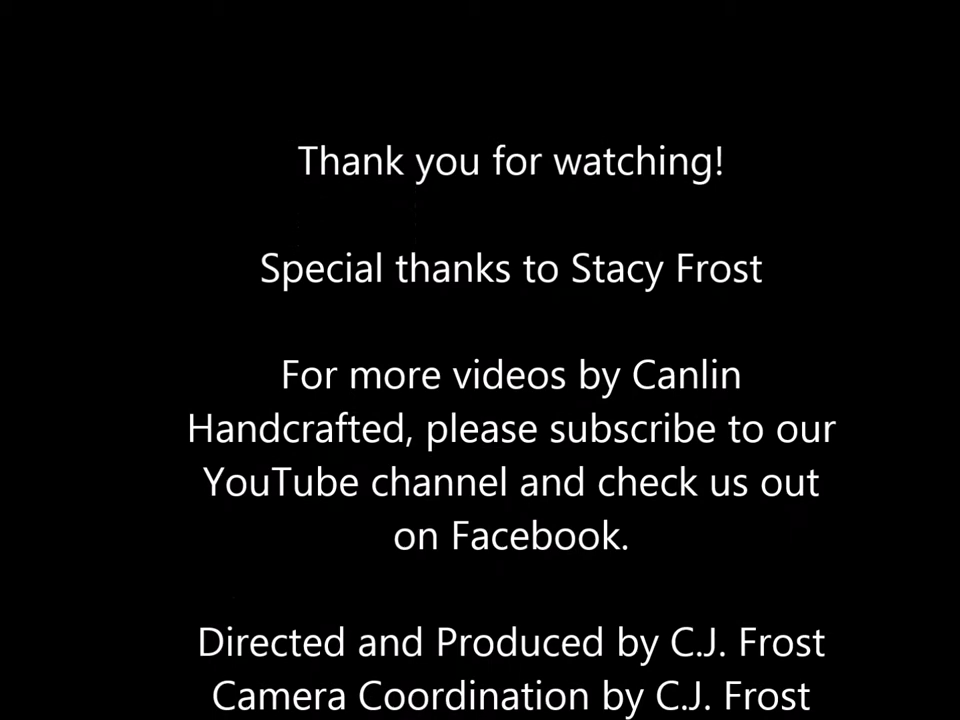 Thank you for watching!
Special thanks to Stacy Frost
For more videos by Canlin
Handcrafted, please subscribe to our
YouTube channel and check us out
on Facebook.
Directed and Produced by C.J. Frost
Camera Coordination by C.J. Frost